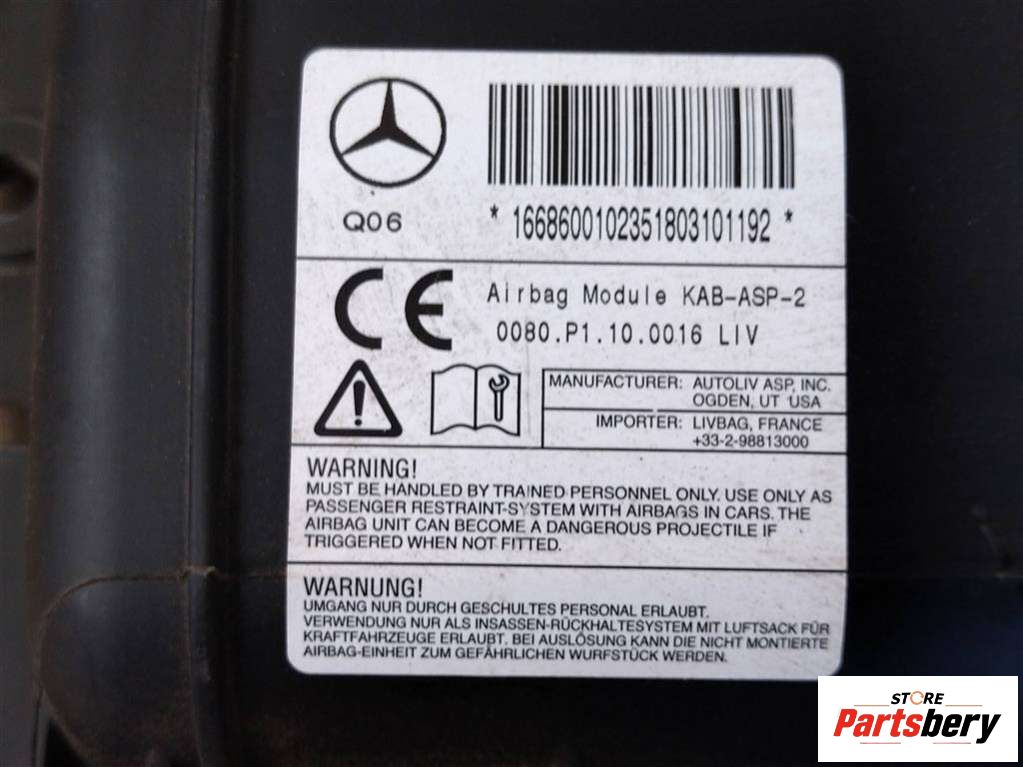 Q06
* 1668600102351803101192 *
CE
Airbag Module KAB-ASP-2
0080.P1.10.0016 LIV
MANUFACTURER: AUTOLIV ASP, INC.
OGDEN, UT USA
IMPORTER: LIVBAG, FRANCE
+33-2-98813000
WARNING!
MUST BE HANDLED BY TRAINED PERSONNEL ONLY. USE ONLY AS
PASSENGER RESTRAINT-SYSTEM WITH AIRBAGS IN CARS. THE
AIRBAG UNIT CAN BECOME A DANGEROUS PROJECTILE IF
TRIGGERED WHEN NOT FITTED.
WARNUNG!
UMGANG NUR DURCH GESCHULTES PERSONAL ERLAUBT.
VERWENDUNG NUR ALS INSASSEN-RÜCKHALTESYSTEM MIT LUFTSACK FÜR
KRAFTFAHRZEUGE ERLAUBT. BEI AUSLÖSUNG KANN DIE NICHT MONTIERTE
AIRBAG-EINHEIT ZUM GEFÄHRLICHEN WURFSTÜCK WERDEN.
STORE
Partsbery